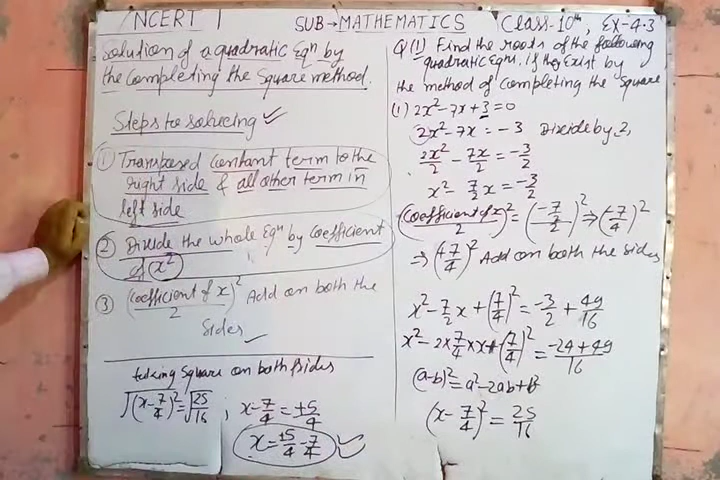 NCERT
SUB→MATHEMATICS
Class-10th, Ex-4.3
Solution of a quadratic Eqn by
the Completing the Square method.
Steps to solveing
① Transposed constant term to the
right side & all other term in
left side
② Divide the whole Eqn by coefficient
of x²
③ (coefficient of x / 2)² Add on both the
Sides
taking Square on both sides
√(x-7/4)² = √25/16 ; x-7/4 = ±5/4
x = ±5/4 - 7/4
Q(1) Find the roots of the following
quadratic Eqns, if they Exist by
the method of completing the square
(1) 2x²-7x+3=0
2x²-7x = -3 Divide by 2,
2x²/2 - 7x/2 = -3/2
x² - 7/2 x = -3/2
(coefficient of x / 2)² = (-7/2 / 2)² ⇒ (-7/4)²
⇒ (+7/4)² Add on both the sides
x² - 7/2 x + (7/4)² = -3/2 + 49/16
x² - 2×7/4×x+(7/4)² = -24+49/16
(a-b)² = a²-2ab+b²
(x - 7/4)² = 25/16